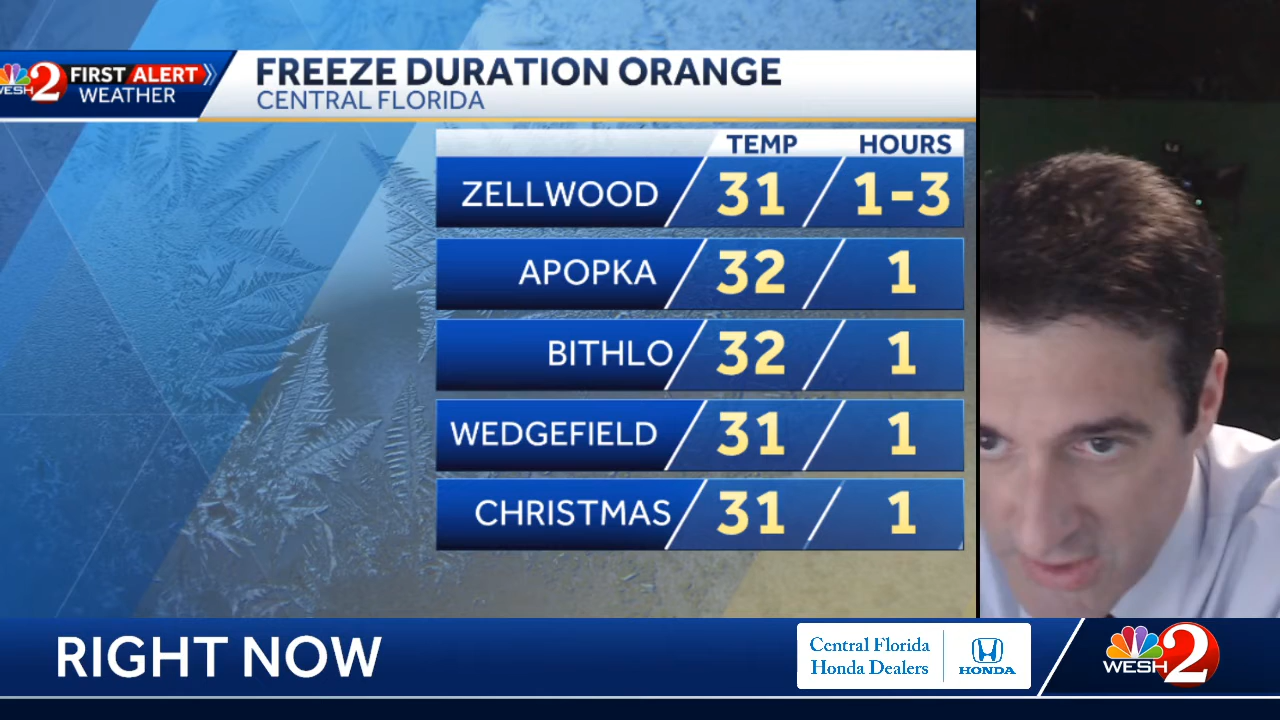 WESH 2 FIRST ALERT
WEATHER
FREEZE DURATION ORANGE
CENTRAL FLORIDA
TEMP HOURS
ZELLWOOD 31 1-3
APOPKA 32 1
BITHLO 32 1
WEDGEFIELD 31 1
CHRISTMAS 31 1
RIGHT NOW
Central Florida
Honda Dealers
HONDA
WESH 2